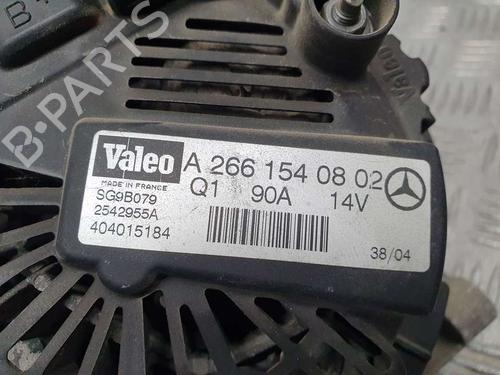 B+
Valeo
B-PARTS
Valeo A 266 154 08 02
MADE IN FRANCE
SG9B079 Q1 90A 14V
2542955A
404015184
38/04